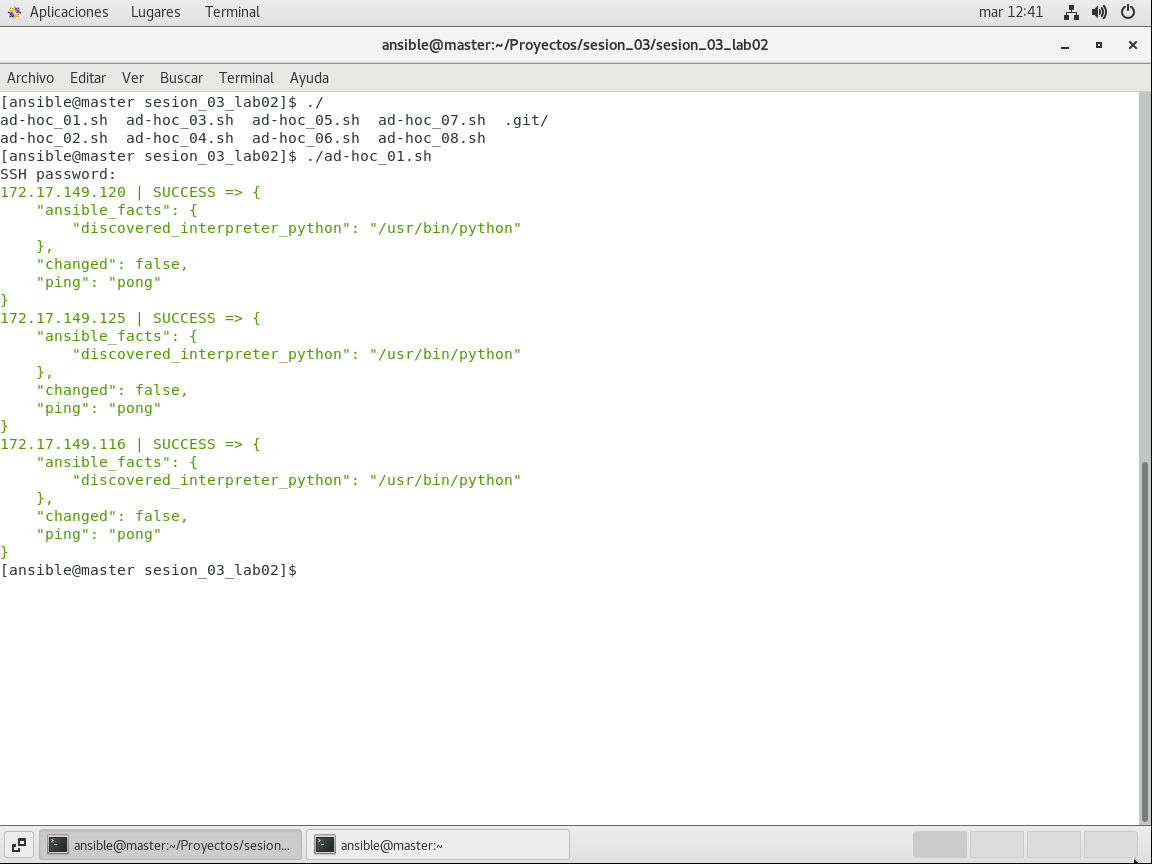 Aplicaciones Lugares Terminal mar 12:41
ansible@master:~/Proyectos/sesion_03/sesion_03_lab02
Archivo Editar Ver Buscar Terminal Ayuda
[ansible@master sesion_03_lab02]$ ./
ad-hoc_01.sh  ad-hoc_03.sh  ad-hoc_05.sh  ad-hoc_07.sh  .git/
ad-hoc_02.sh  ad-hoc_04.sh  ad-hoc_06.sh  ad-hoc_08.sh
[ansible@master sesion_03_lab02]$ ./ad-hoc_01.sh
SSH password:
172.17.149.120 | SUCCESS => {
    "ansible_facts": {
        "discovered_interpreter_python": "/usr/bin/python"
    },
    "changed": false,
    "ping": "pong"
}
172.17.149.125 | SUCCESS => {
    "ansible_facts": {
        "discovered_interpreter_python": "/usr/bin/python"
    },
    "changed": false,
    "ping": "pong"
}
172.17.149.116 | SUCCESS => {
    "ansible_facts": {
        "discovered_interpreter_python": "/usr/bin/python"
    },
    "changed": false,
    "ping": "pong"
}
[ansible@master sesion_03_lab02]$
ansible@master:~/Proyectos/sesion... ansible@master:~